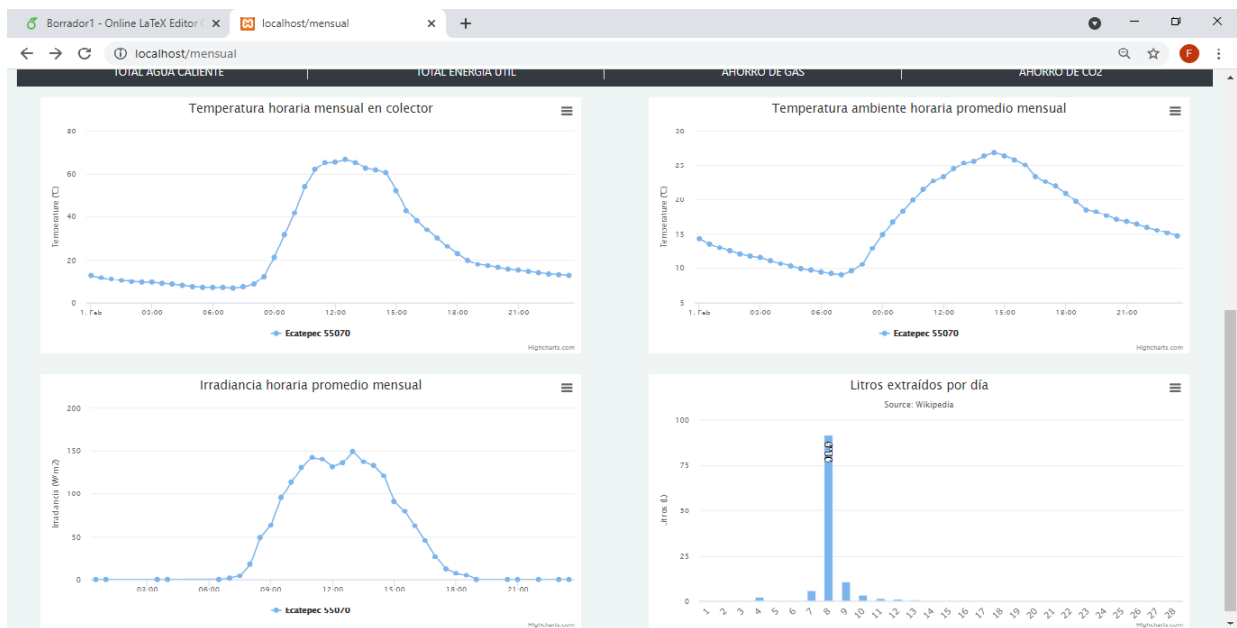 Borrador1 - Online LaTeX Editor
localhost/mensual
localhost/mensual
F
TOTAL AGUA CALIENTE
TOTAL ENERGÍA ÚTIL
AHORRO DE GAS
AHORRO DE CO2
Temperatura horaria mensual en colector
Temperature (℃)
80
60
40
20
0
1. Feb 03:00 06:00 09:00 12:00 15:00 18:00 21:00
Ecatepec 55070
Highcharts.com
Temperatura ambiente horaria promedio mensual
Temperature (℃)
30
25
20
15
10
5
1. Feb 03:00 06:00 09:00 12:00 15:00 18:00 21:00
Ecatepec 55070
Highcharts.com
Irradiancia horaria promedio mensual
Irradiancia (W/m2)
200
150
100
50
0
03:00 06:00 09:00 12:00 15:00 18:00 21:00
Ecatepec 55070
Highcharts.com
Litros extraídos por día
Source: Wikipedia
100
75
50
25
0
1 2 3 4 5 6 7 8 9 10 11 12 13 14 15 16 17 18 19 20 21 22 23 24 25 26 27 28
Highcharts.com